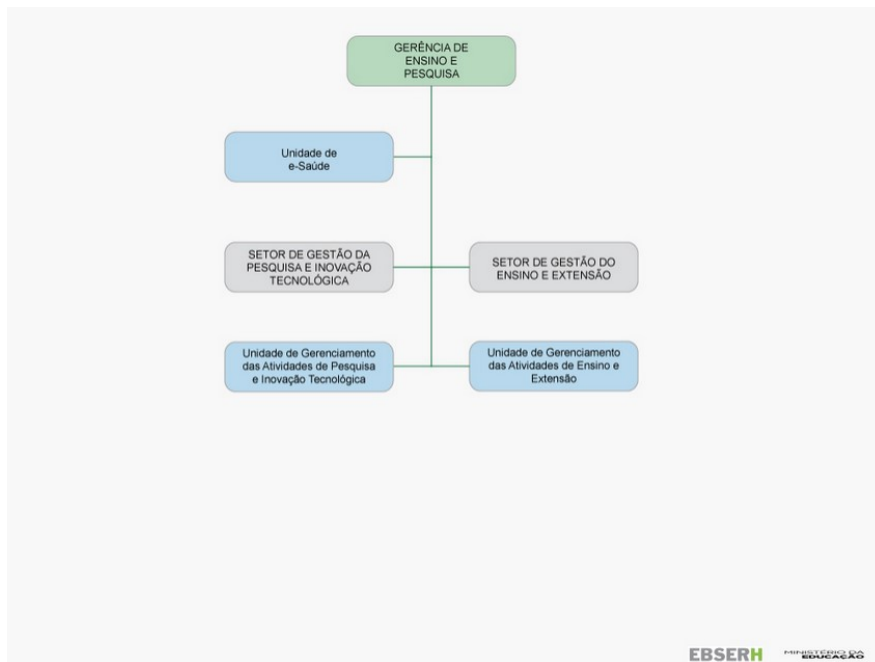 GERÊNCIA DE
ENSINO E
PESQUISA
Unidade de
e-Saúde
SETOR DE GESTÃO DA
PESQUISA E INOVAÇÃO
TECNOLÓGICA
SETOR DE GESTÃO DO
ENSINO E EXTENSÃO
Unidade de Gerenciamento
das Atividades de Pesquisa
e Inovação Tecnológica
Unidade de Gerenciamento
das Atividades de Ensino e
Extensão
EBSERH
MINISTÉRIO DA
EDUCAÇÃO